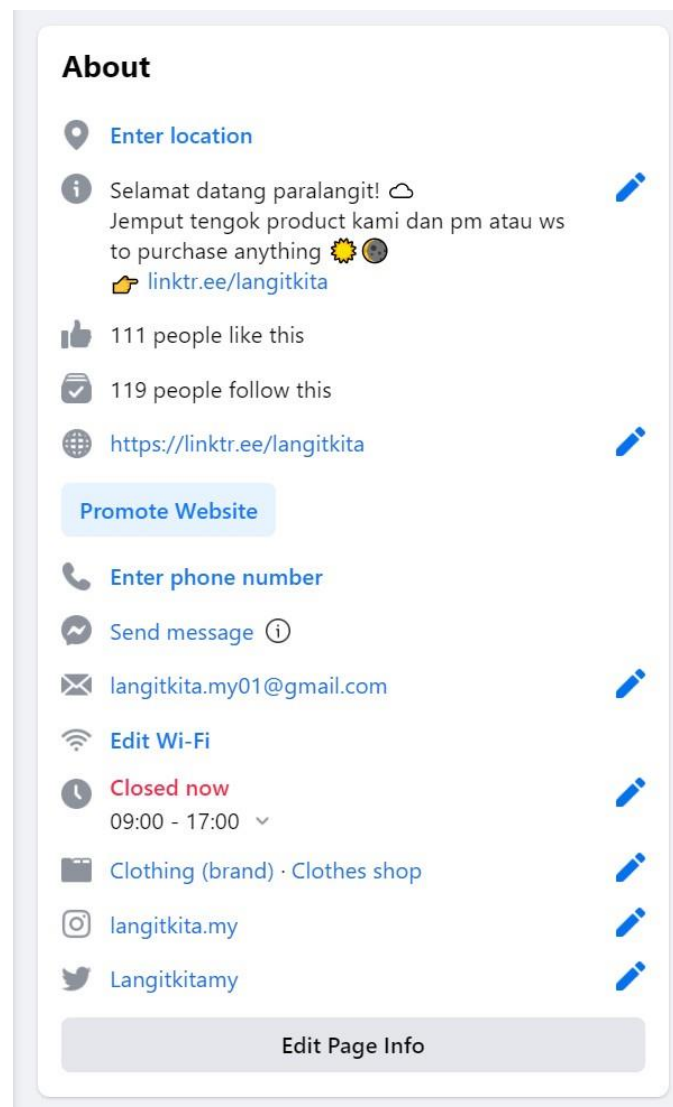 About
Enter location
Selamat datang paralangit! ☁
Jemput tengok product kami dan pm atau ws
to purchase anything ☀🌘
👉 linktr.ee/langitkita
111 people like this
119 people follow this
https://linktr.ee/langitkita
Promote Website
Enter phone number
Send message
langitkita.my01@gmail.com
Edit Wi-Fi
Closed now
09:00 - 17:00
Clothing (brand) · Clothes shop
langitkita.my
Langitkitamy
Edit Page Info